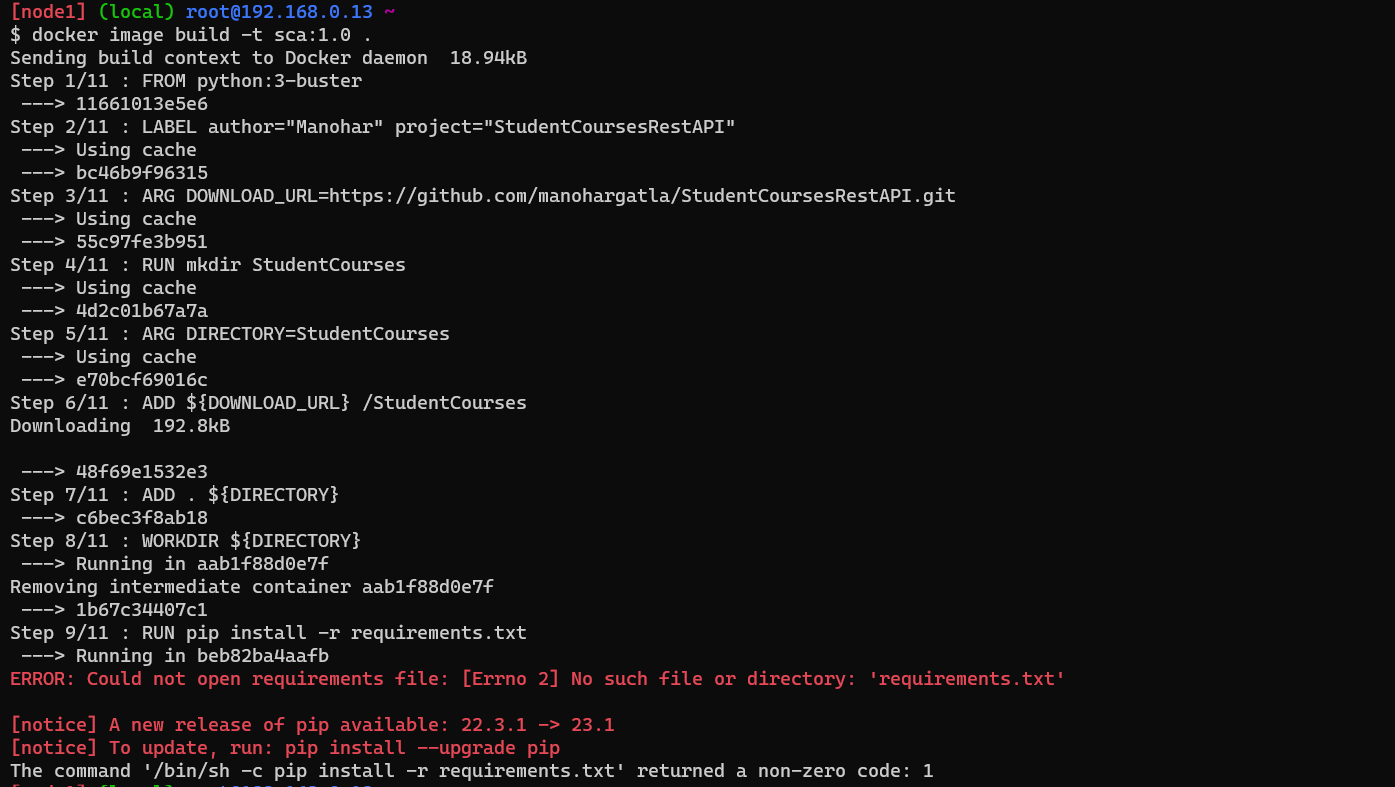 [node1] (local) root@192.168.0.13 ~
$ docker image build -t sca:1.0 .
Sending build context to Docker daemon  18.94kB
Step 1/11 : FROM python:3-buster
 ---> 11661013e5e6
Step 2/11 : LABEL author="Manohar" project="StudentCoursesRestAPI"
 ---> Using cache
 ---> bc46b9f96315
Step 3/11 : ARG DOWNLOAD_URL=https://github.com/manohargatla/StudentCoursesRestAPI.git
 ---> Using cache
 ---> 55c97fe3b951
Step 4/11 : RUN mkdir StudentCourses
 ---> Using cache
 ---> 4d2c01b67a7a
Step 5/11 : ARG DIRECTORY=StudentCourses
 ---> Using cache
 ---> e70bcf69016c
Step 6/11 : ADD ${DOWNLOAD_URL} /StudentCourses
Downloading  192.8kB
 ---> 48f69e1532e3
Step 7/11 : ADD . ${DIRECTORY}
 ---> c6bec3f8ab18
Step 8/11 : WORKDIR ${DIRECTORY}
 ---> Running in aab1f88d0e7f
Removing intermediate container aab1f88d0e7f
 ---> 1b67c34407c1
Step 9/11 : RUN pip install -r requirements.txt
 ---> Running in beb82ba4aafb
ERROR: Could not open requirements file: [Errno 2] No such file or directory: 'requirements.txt'
[notice] A new release of pip available: 22.3.1 -> 23.1
[notice] To update, run: pip install --upgrade pip
The command '/bin/sh -c pip install -r requirements.txt' returned a non-zero code: 1